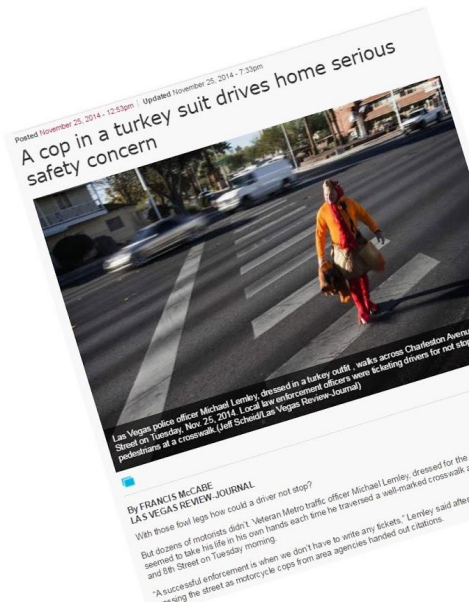 Posted November 25, 2014 - 12:53pm | Updated November 25, 2014 - 7:33pm
A cop in a turkey suit drives home serious
safety concern
Las Vegas police officer Michael Lemley, dressed in a turkey outfit , walks across Charleston Avenu
Street on Tuesday, Nov. 25, 2014. Local law enforcement officers were ticketing drivers for not stop
pedestrians at a crosswalk.(Jeff Scheid/Las Vegas Review-Journal)
By FRANCIS McCABE
LAS VEGAS REVIEW-JOURNAL
With those fowl legs how could a driver not stop?
But dozens of motorists didn't. Veteran Metro traffic officer Michael Lemley, dressed for the
seemed to take his life in his own hands each time he traversed a well-marked crosswalk a
and 8th Street on Tuesday morning.
"A successful enforcement is when we don't have to write any tickets," Lemley said after
ssing the street as motorcycle cops from area agencies handed out citations.